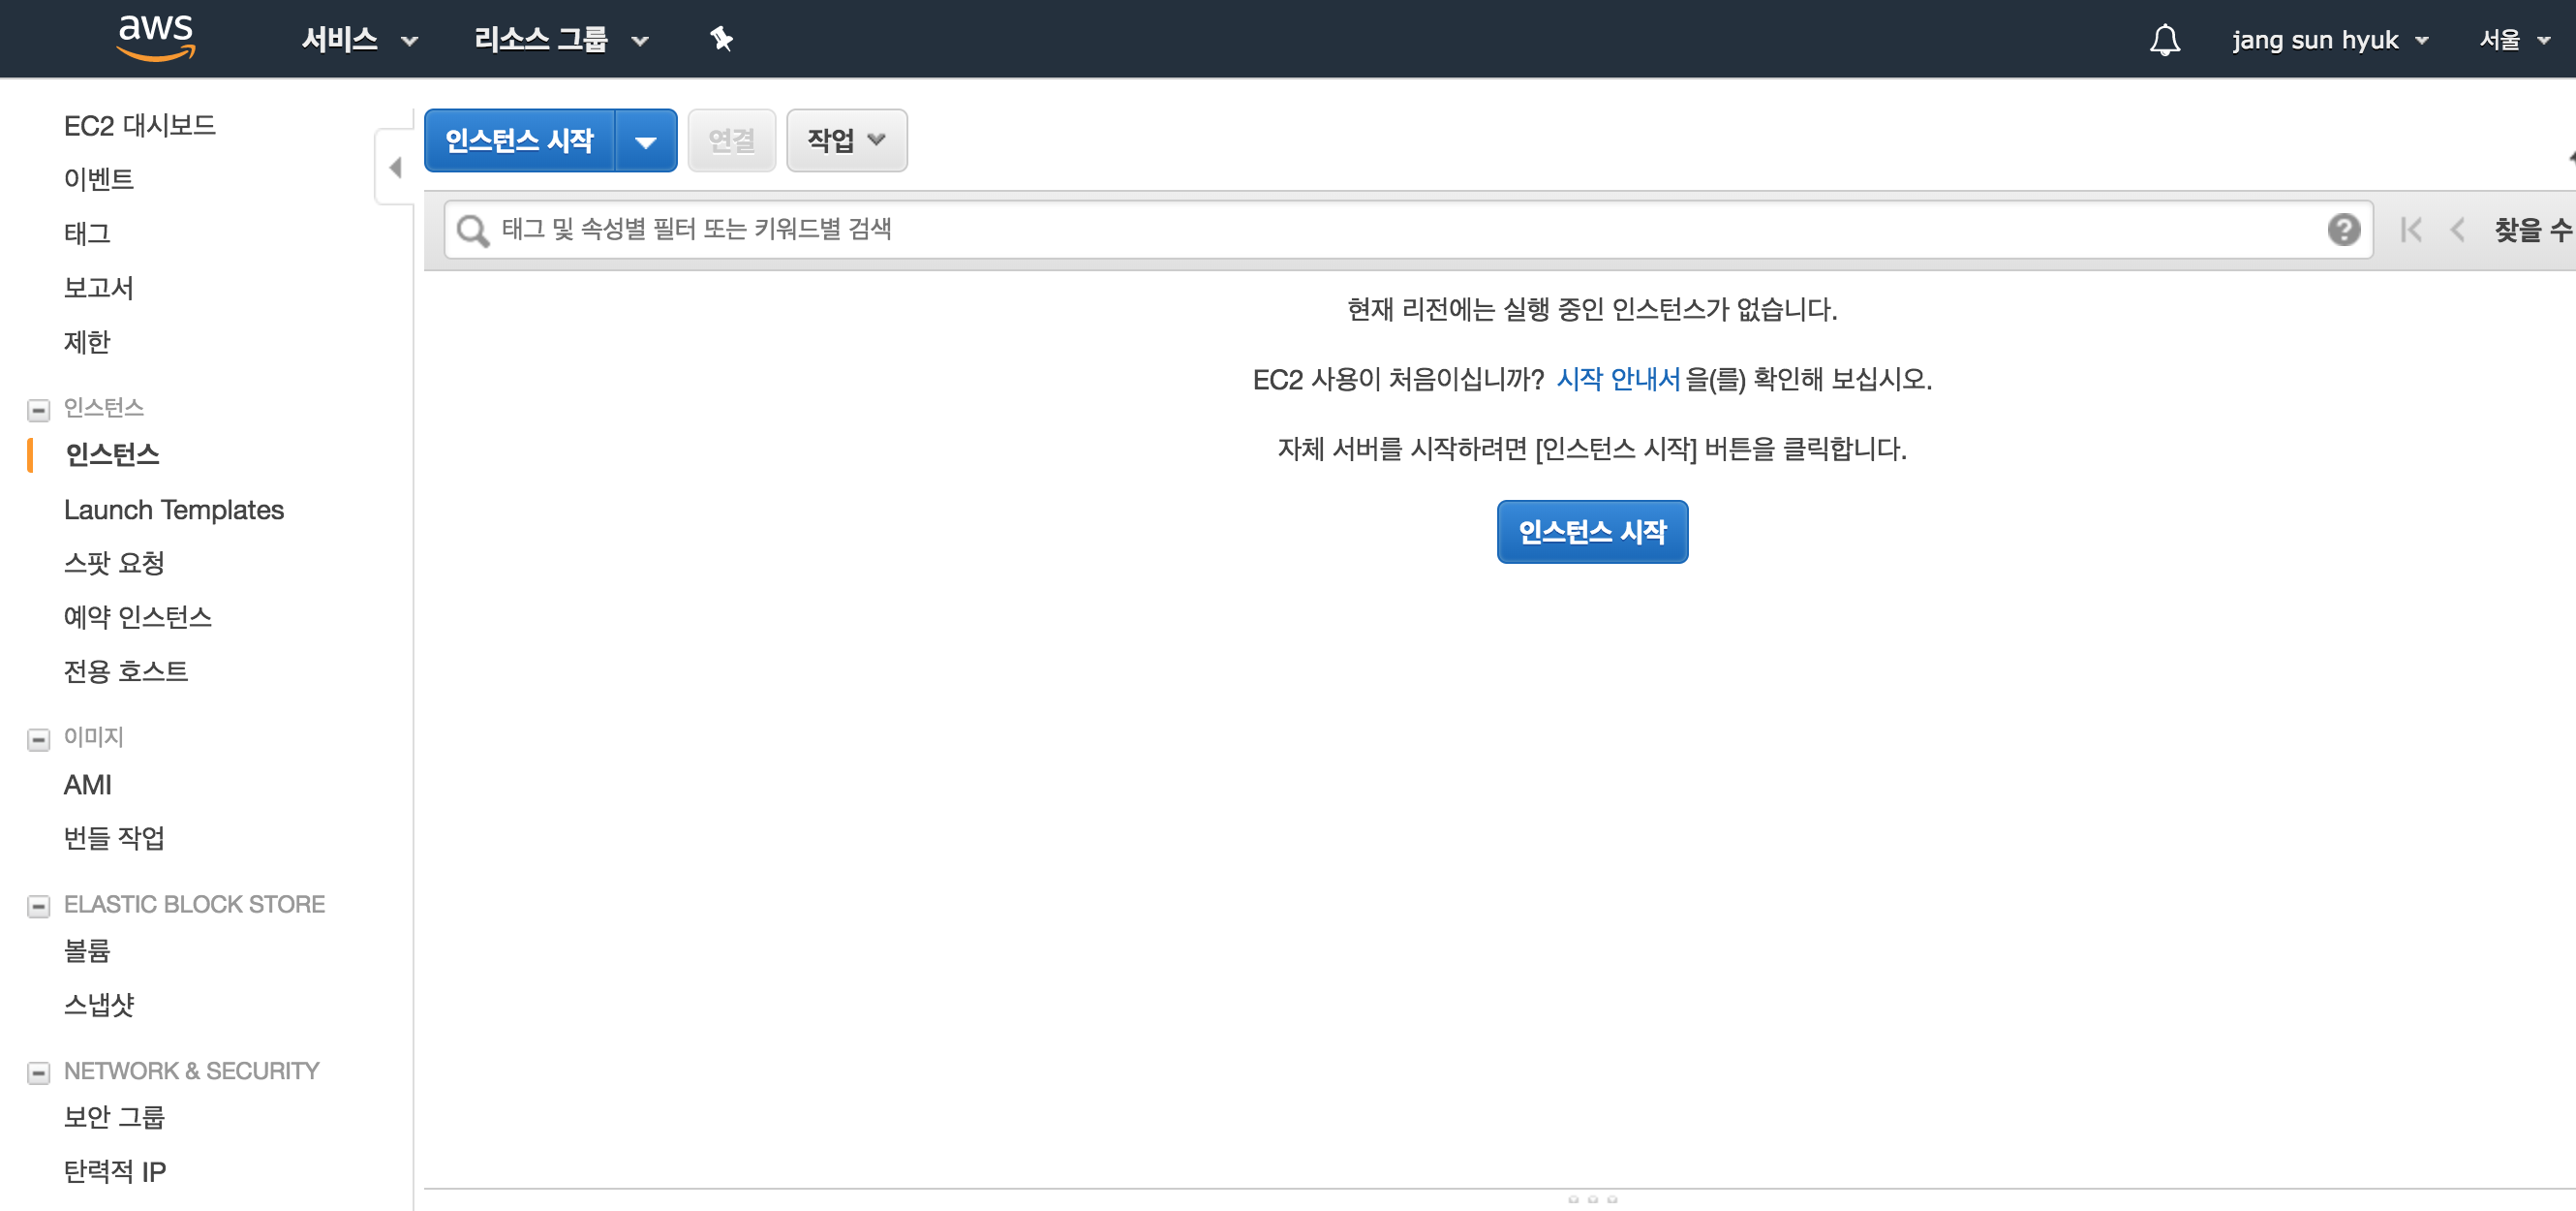 aws
서비스
리소스 그룹
jang sun hyuk
서울
EC2 대시보드
이벤트
태그
보고서
제한
인스턴스
인스턴스
Launch Templates
스팟 요청
예약 인스턴스
전용 호스트
이미지
AMI
번들 작업
ELASTIC BLOCK STORE
볼륨
스냅샷
NETWORK & SECURITY
보안 그룹
탄력적 IP
인스턴스 시작
연결
작업
태그 및 속성별 필터 또는 키워드별 검색
찾을 수
현재 리전에는 실행 중인 인스턴스가 없습니다.
EC2 사용이 처음이십니까? 시작 안내서을(를) 확인해 보십시오.
자체 서버를 시작하려면 [인스턴스 시작] 버튼을 클릭합니다.
인스턴스 시작